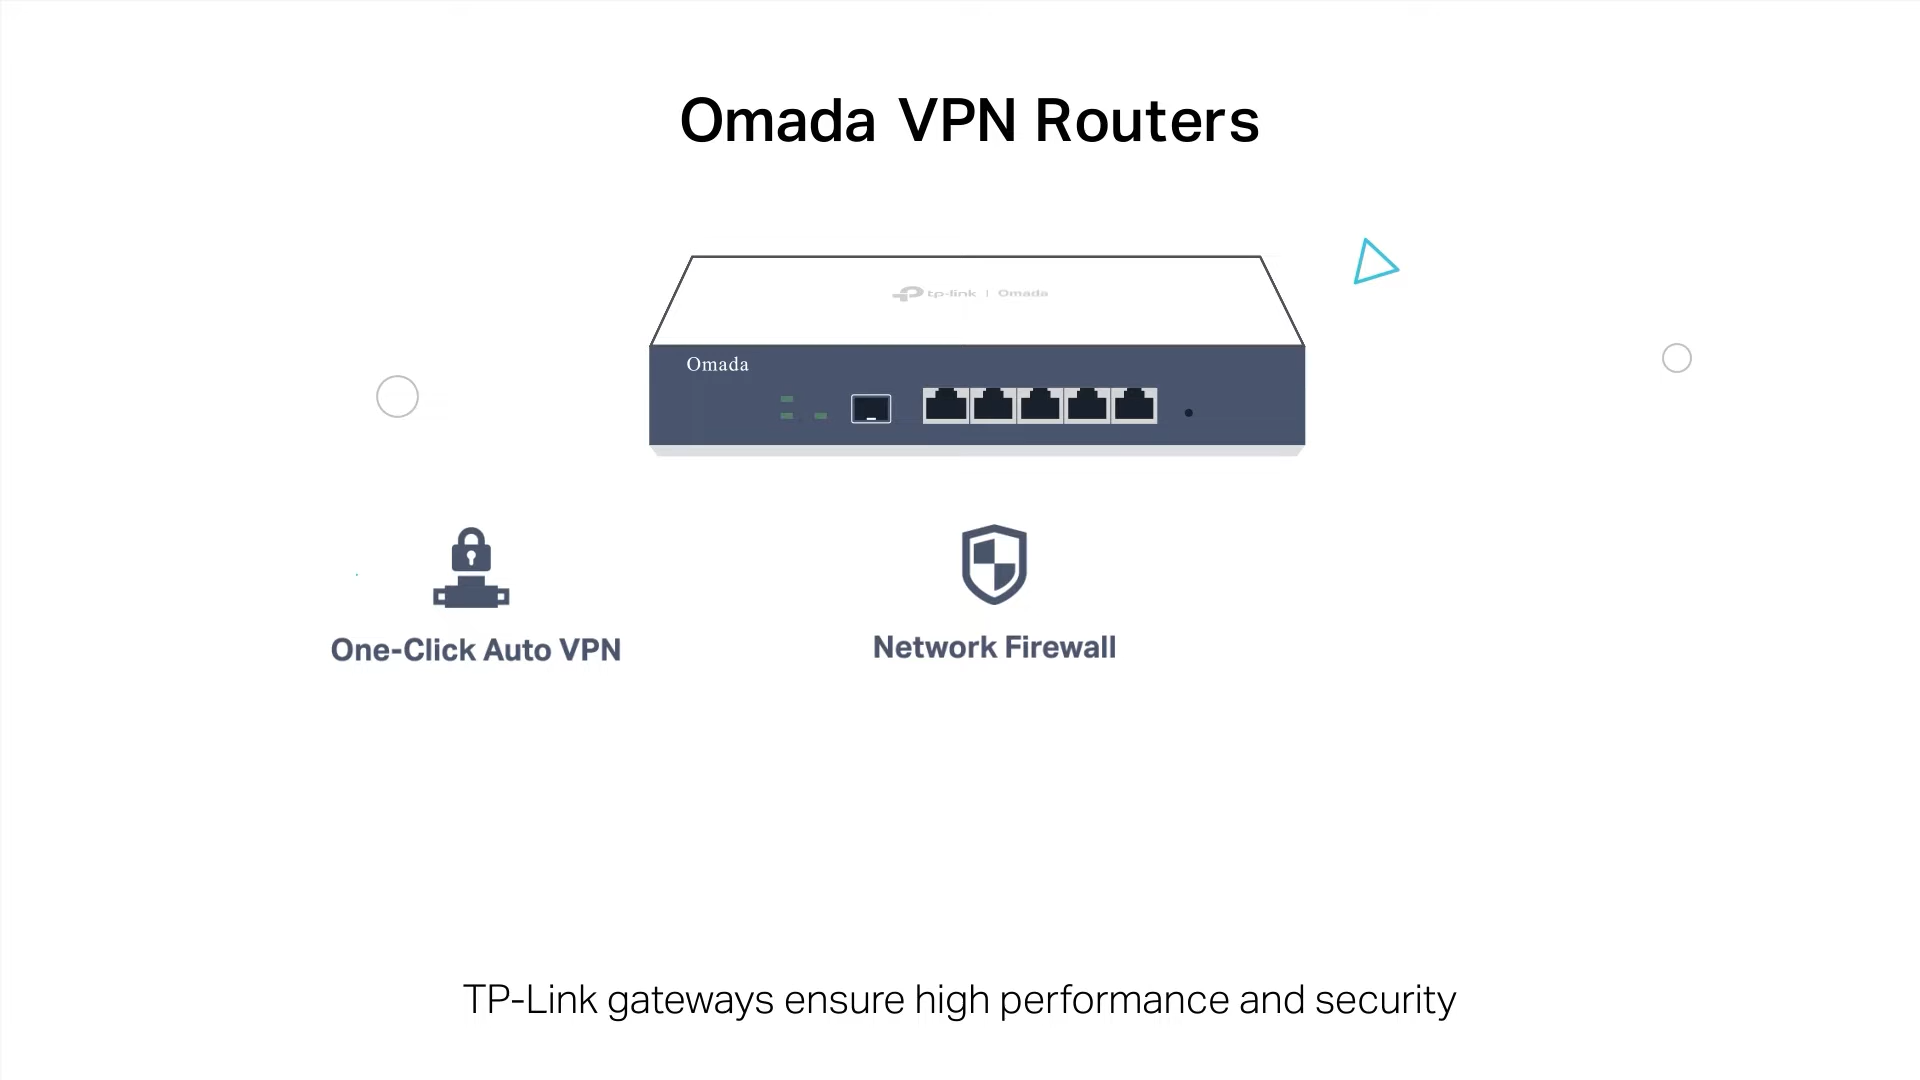 Omada VPN Routers
tp-link | Omada
Omada
One-Click Auto VPN
Network Firewall
TP-Link gateways ensure high performance and security